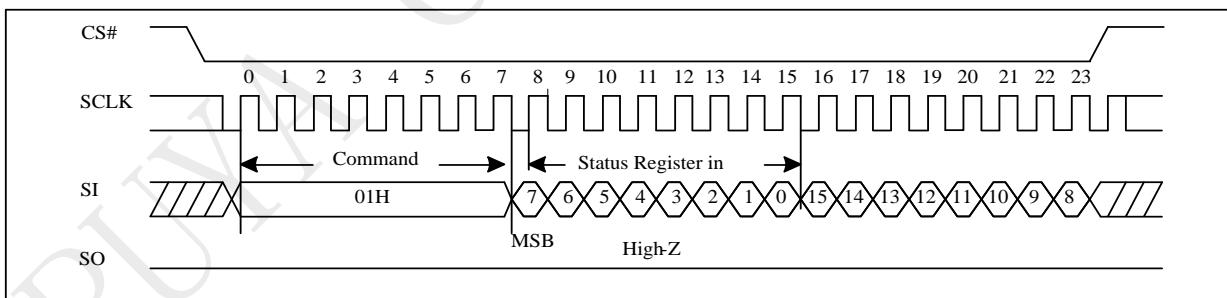 CS#
0 1 2 3 4 5 6 7 8 9 10 11 12 13 14 15 16 17 18 19 20 21 22 23
SCLK
Command Status Register in
SI 01H 7 6 5 4 3 2 1 0 15 14 13 12 11 10 9 8
MSB High-Z
SO
PUYA